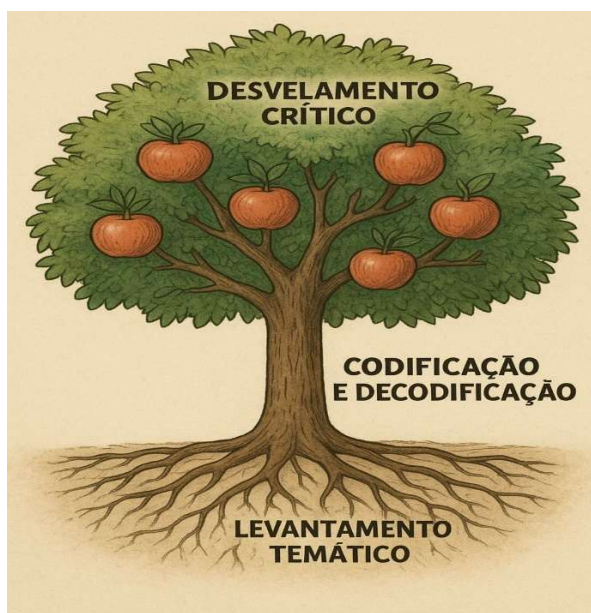 DESVELAMENTO
CRÍTICO
CODIFICAÇÃO
E DECODIFICAÇÃO
LEVANTAMENTO
TEMÁTICO